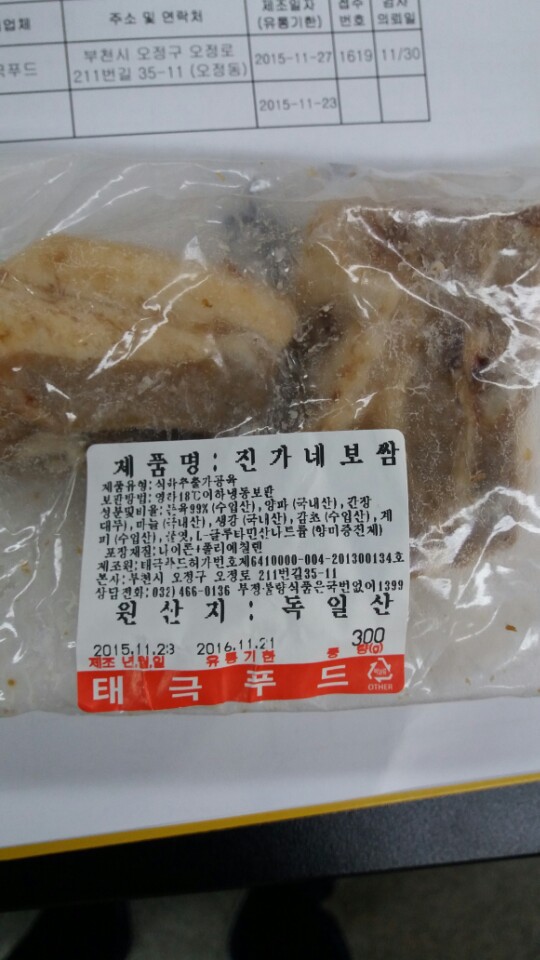 업체
주소 및 연락처
제조일자
(유통기한)
접수
번호
검사
의뢰일
푸드
부천시 오정구 오정로
211번길 35-11 (오정동)
2015-11-27
1619
11/30
2015-11-23
제품명: 진가네보쌈
제품유형: 식육추출가공육
보관방법: 영하18℃이하냉동보관
성분및비율: 돈육99% (수입산), 양파 (국내산), 간장
대두), 마늘 (국내산), 생강 (국내산), 감초 (수입산), 계
피 (수입산), 물엿, L-글루타민산나트륨 (향미증진제)
포장재질: 나이론+폴리에칠렌
제조원: 태극푸드허가번호제6410000-004-201300134호
본사: 부천시 오정구 오정로 211번길35-11
상담전화: 032) 466-0136 부정·불량식품은국번없어1399
원산지: 독일산
2015.11.23 2016.11.21 300
제조년월일 유통기한 중량(g)
태극푸드
OTHER